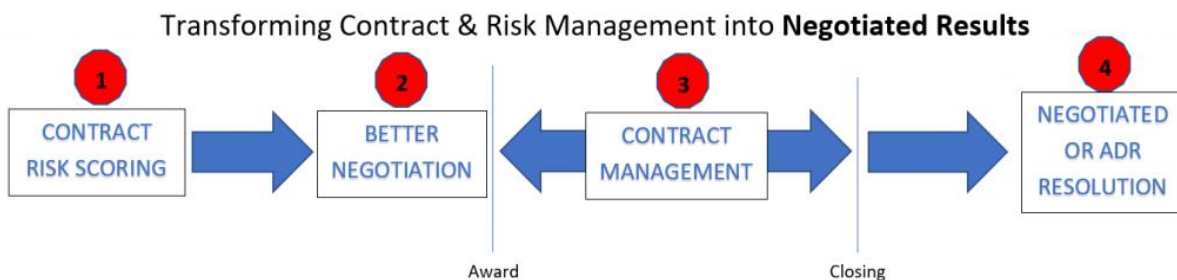 Transforming Contract & Risk Management into Negotiated Results
1
CONTRACT
RISK SCORING
2
BETTER
NEGOTIATION
3
CONTRACT
MANAGEMENT
4
NEGOTIATED
OR ADR
RESOLUTION
Award
Closing